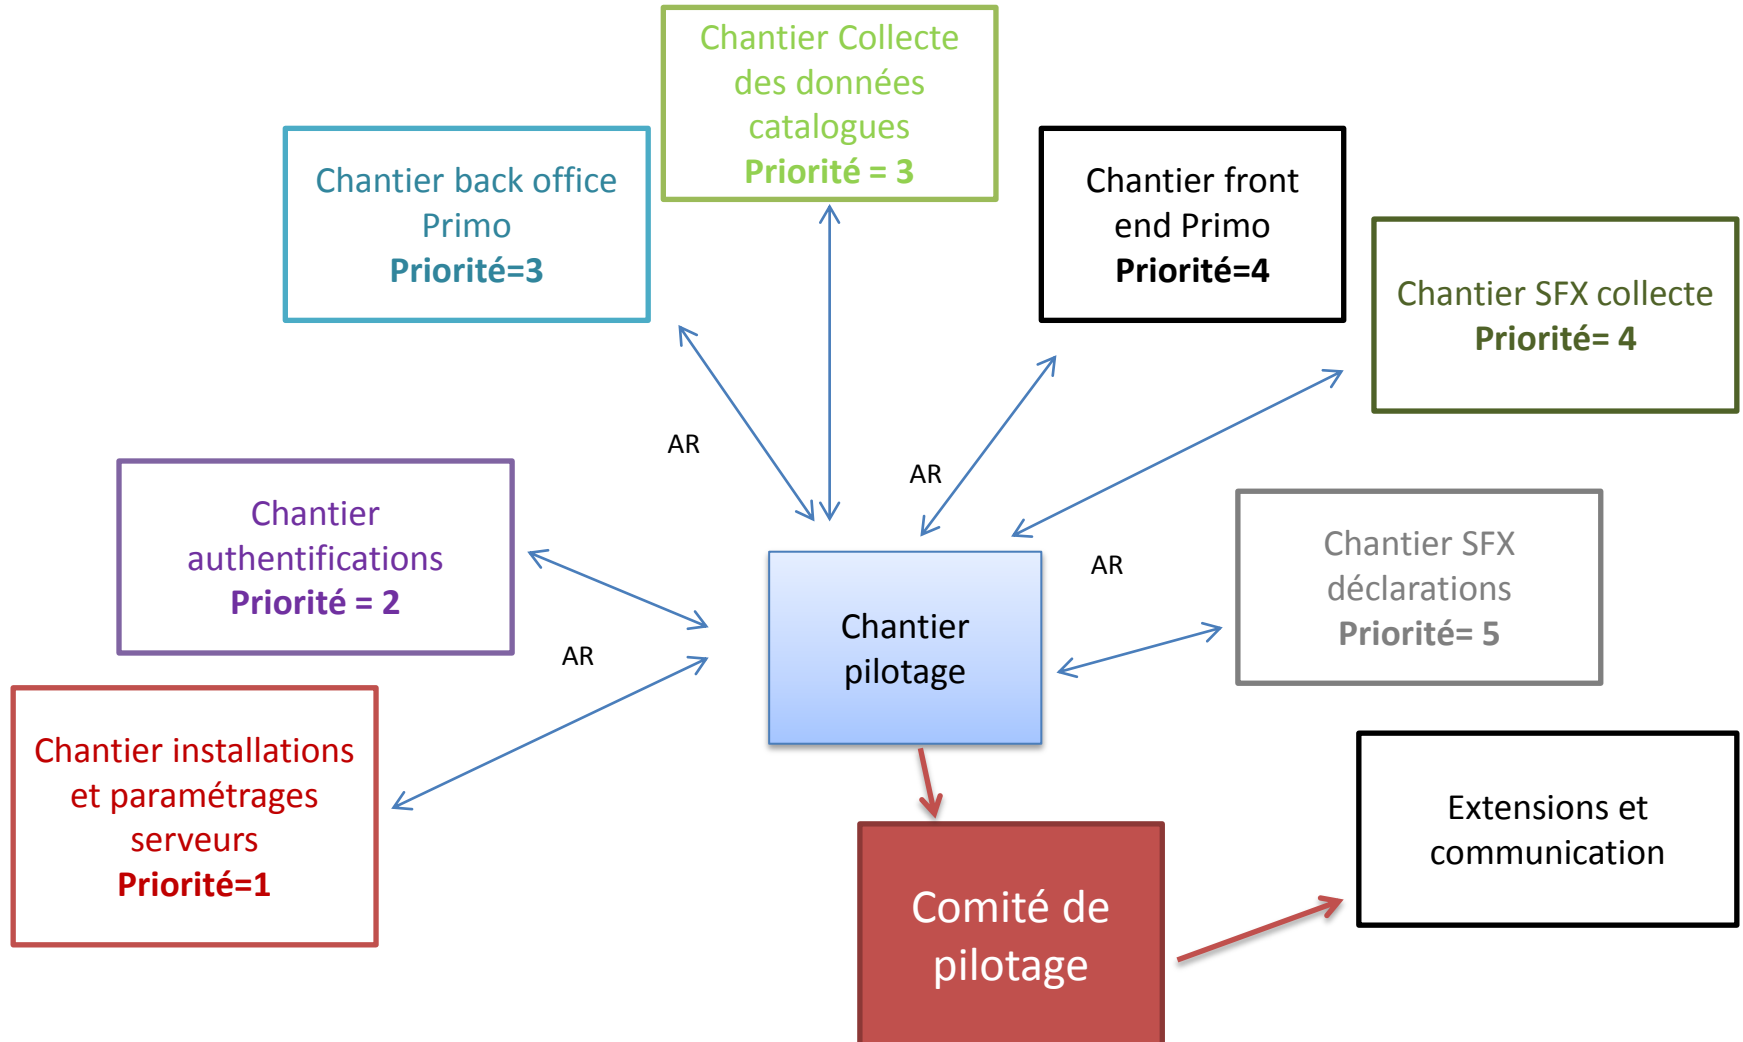 Chantier Collecte
des données
catalogues
Priorité = 3
Chantier back office
Primo
Priorité=3
Chantier front
end Primo
Priorité=4
Chantier SFX collecte
Priorité= 4
AR
AR
Chantier
authentifications
Priorité = 2
Chantier SFX
déclarations
Priorité= 5
AR
AR
Chantier
pilotage
Chantier installations
et paramétrages
serveurs
Priorité=1
Extensions et
communication
Comité de
pilotage